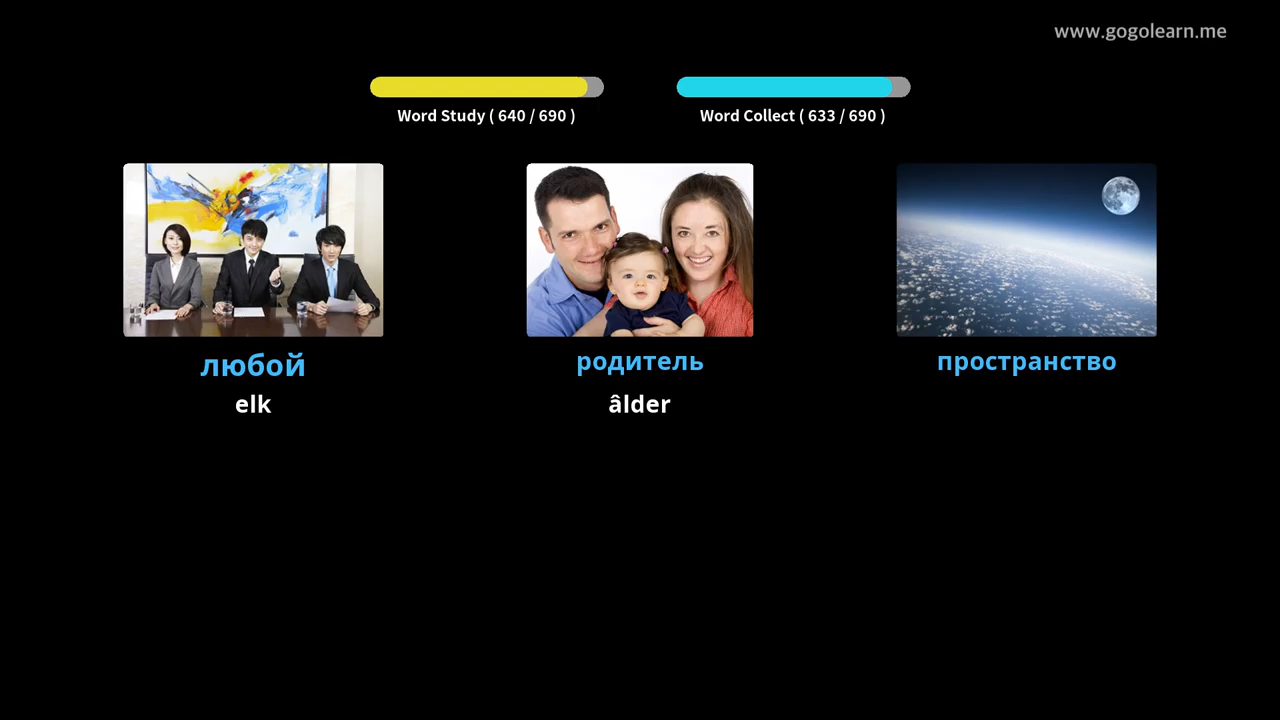 www.gogolearn.me
Word Study ( 640 / 690 )
Word Collect ( 633 / 690 )
любой
родитель
пространство
elk
âlder